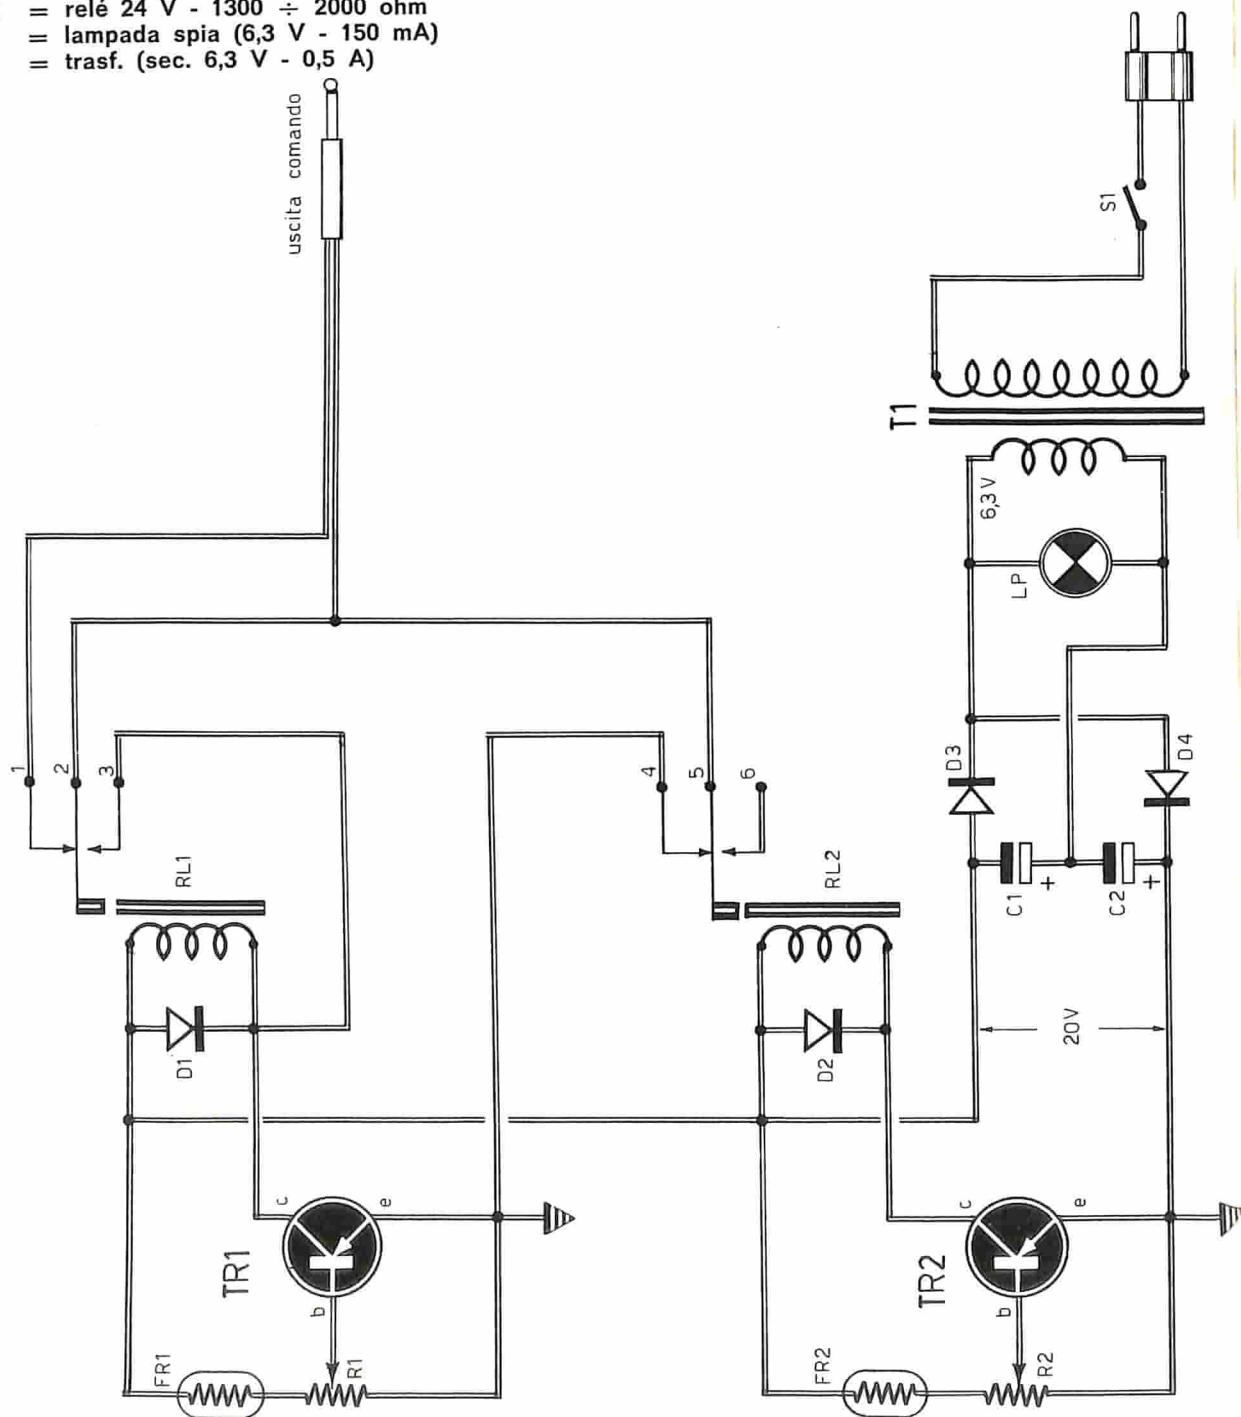 = relé 24 V - 1300 ÷ 2000 ohm
= lampada spia (6,3 V - 150 mA)
= trasf. (sec. 6,3 V - 0,5 A)
uscita comando
S1
T1
6,3 V
LP
1
2
3
4
5
6
D3
D4
RL1
RL2
C1
+
C2
+
D1
D2
20V
c
e
TR1
b
c
e
TR2
b
FR1
R1
FR2
R2